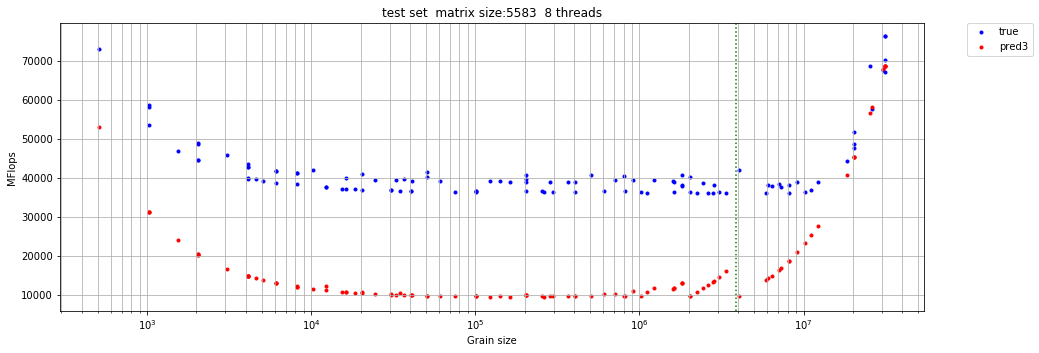 test set  matrix size:5583  8 threads
true
pred3
70000
60000
50000
40000
30000
20000
10000
MFlops
10³ 10⁴ 10⁵ 10⁶ 10⁷
Grain size